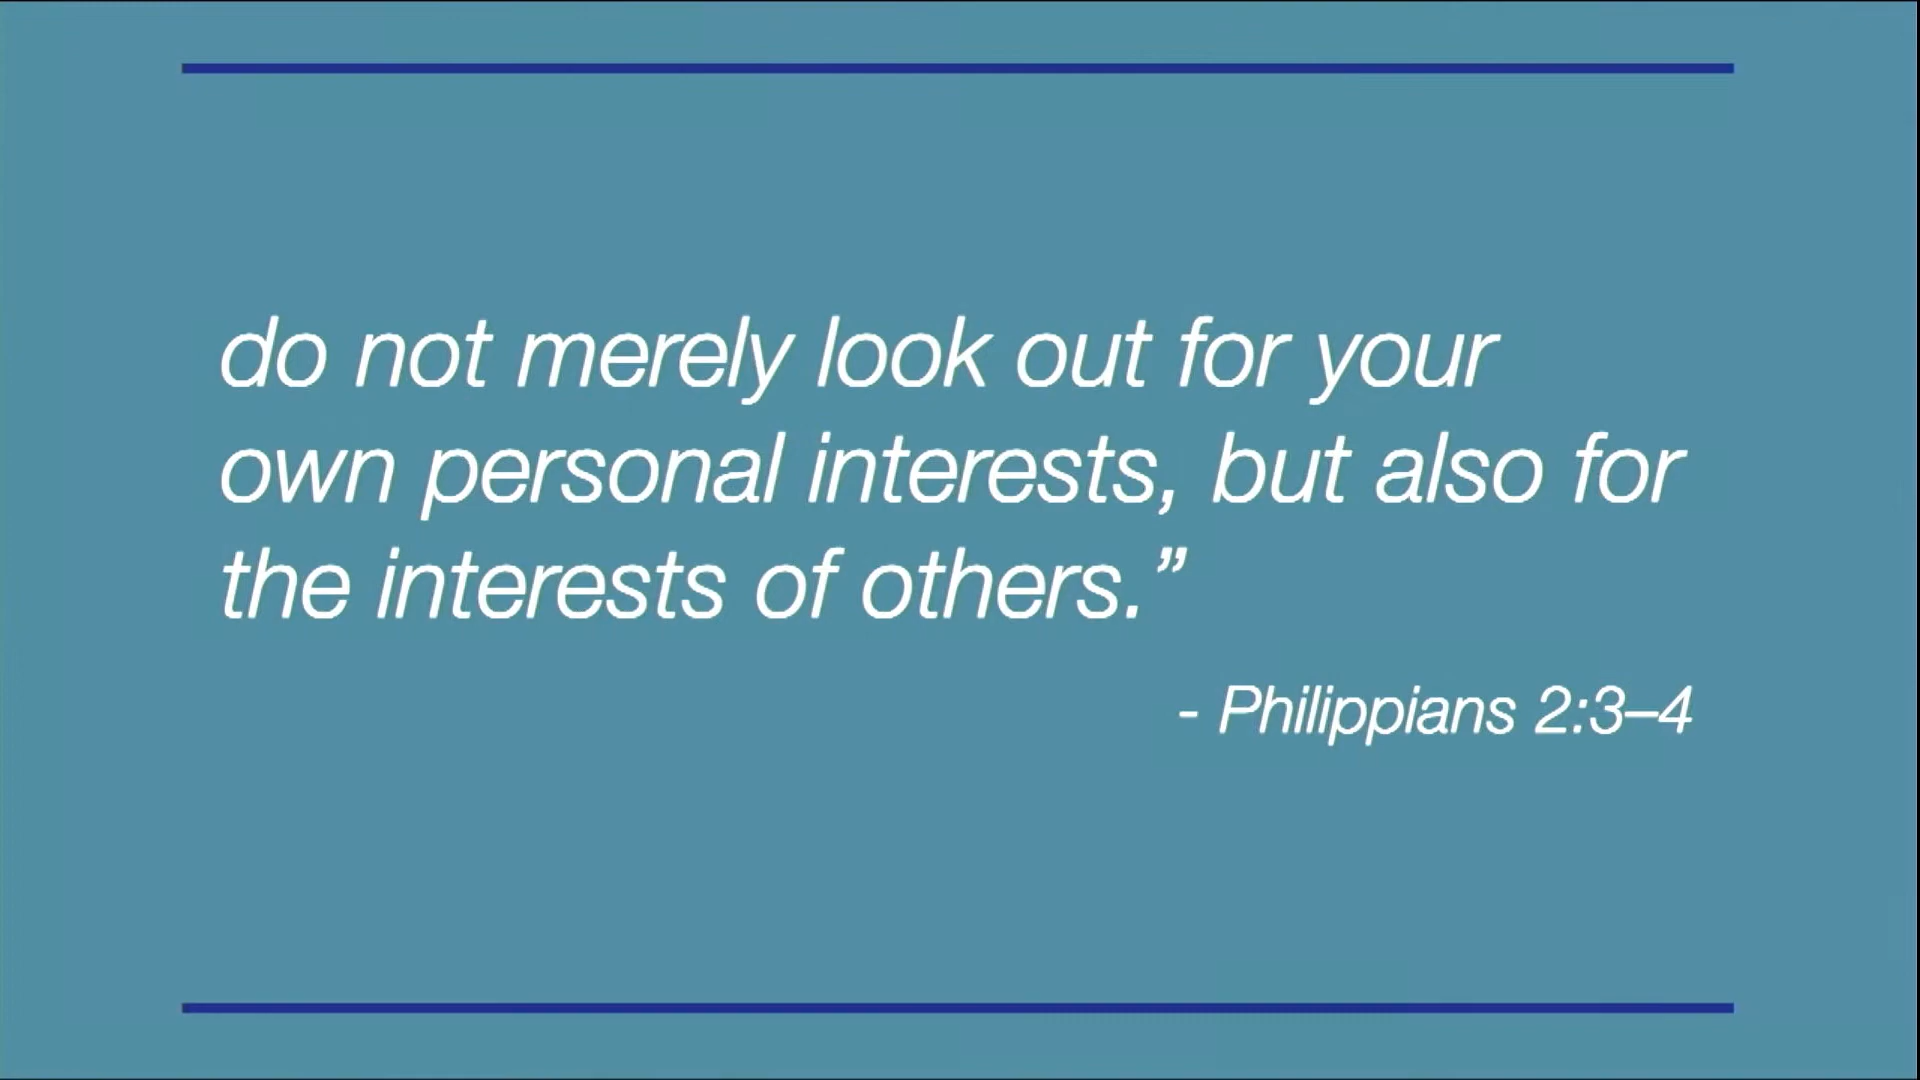 do not merely look out for your
own personal interests, but also for
the interests of others.”
- Philippians 2:3–4